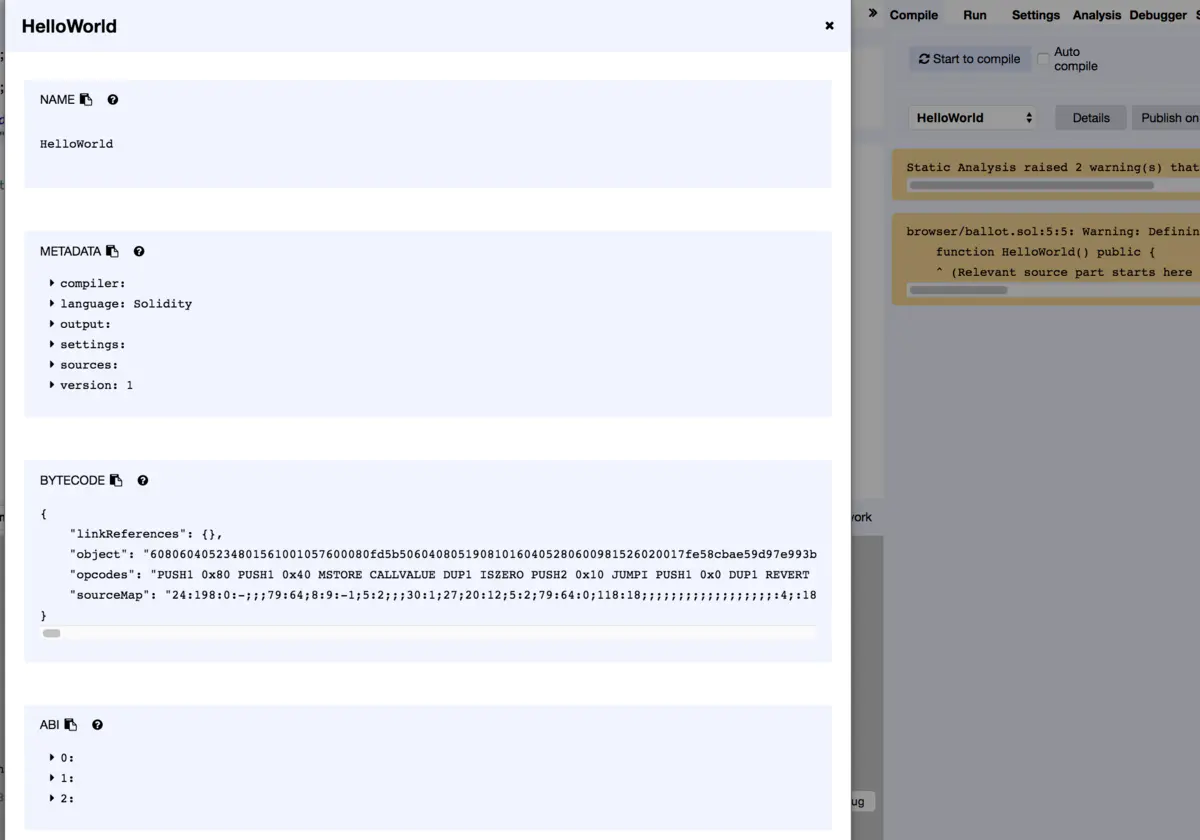 HelloWorld
NAME
HelloWorld
METADATA
compiler:
language: Solidity
output:
settings:
sources:
version: 1
BYTECODE
{
"linkReferences": {},
"object": "608060405234801561001057600080fd5b50604080519081016040528060098152602001​7fe58cbae59d97e993b
"opcodes": "PUSH1 0x80 PUSH1 0x40 MSTORE CALLVALUE DUP1 ISZERO PUSH2 0x10 JUMPI PUSH1 0x0 DUP1 REVERT
"sourceMap": "24:198:0:-;;;79:64;8:9:-1;5:2;;;30:1;27;20:12;5:2;79:64:0;118:18;;;;;;;;;;;;;;;;;;:4;:18
}
ABI
0:
1:
2:
» Compile Run Settings Analysis Debugger
Start to compile
Auto
compile
HelloWorld
Details
Publish on
Static Analysis raised 2 warning(s) that
browser/ballot.sol:5:5: Warning: Definin
function HelloWorld() public {
^ (Relevant source part starts here
ork
ug